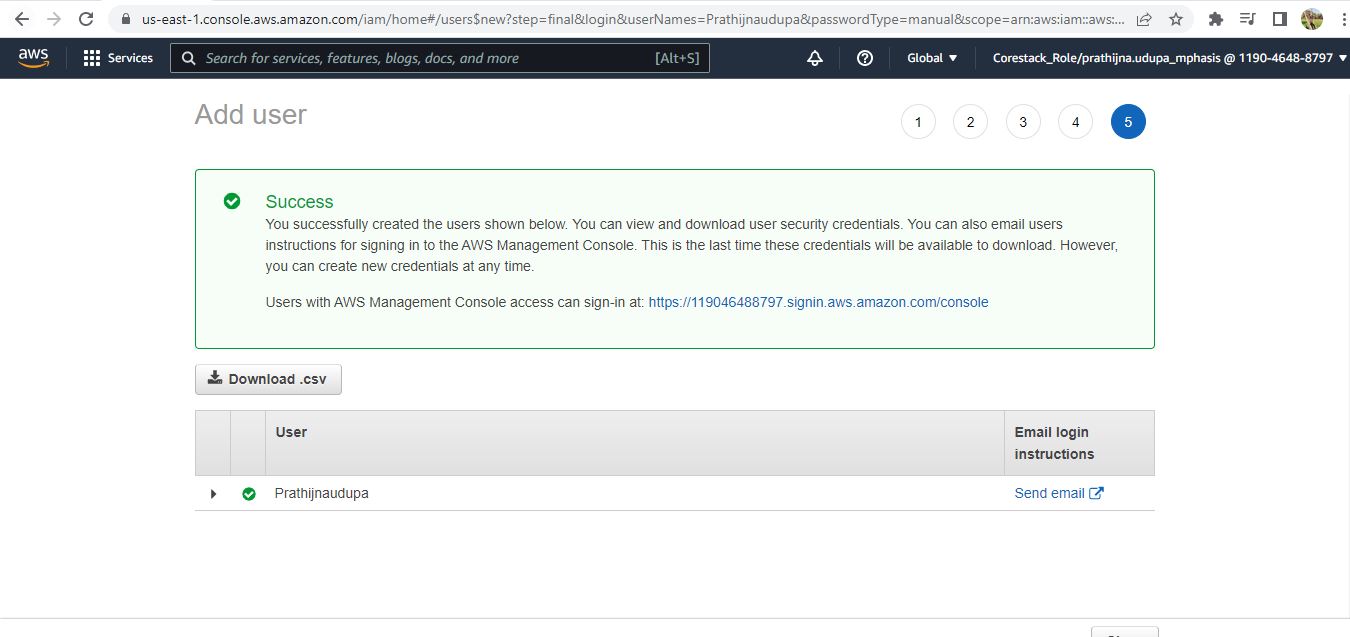 us-east-1.console.aws.amazon.com/iam/home#/users$new?step=final&login&userNames=Prathijnaudupa&passwordType=manual&scope=arn:aws:iam::aws:...
aws
Services
Search for services, features, blogs, docs, and more
[Alt+S]
Global
Corestack_Role/prathijna.udupa_mphasis @ 1190-4648-8797
Add user
1
2
3
4
5
Success
You successfully created the users shown below. You can view and download user security credentials. You can also email users
instructions for signing in to the AWS Management Console. This is the last time these credentials will be available to download. However,
you can create new credentials at any time.
Users with AWS Management Console access can sign-in at: https://119046488797.signin.aws.amazon.com/console
Download .csv
User
Email login
instructions
Prathijnaudupa
Send email